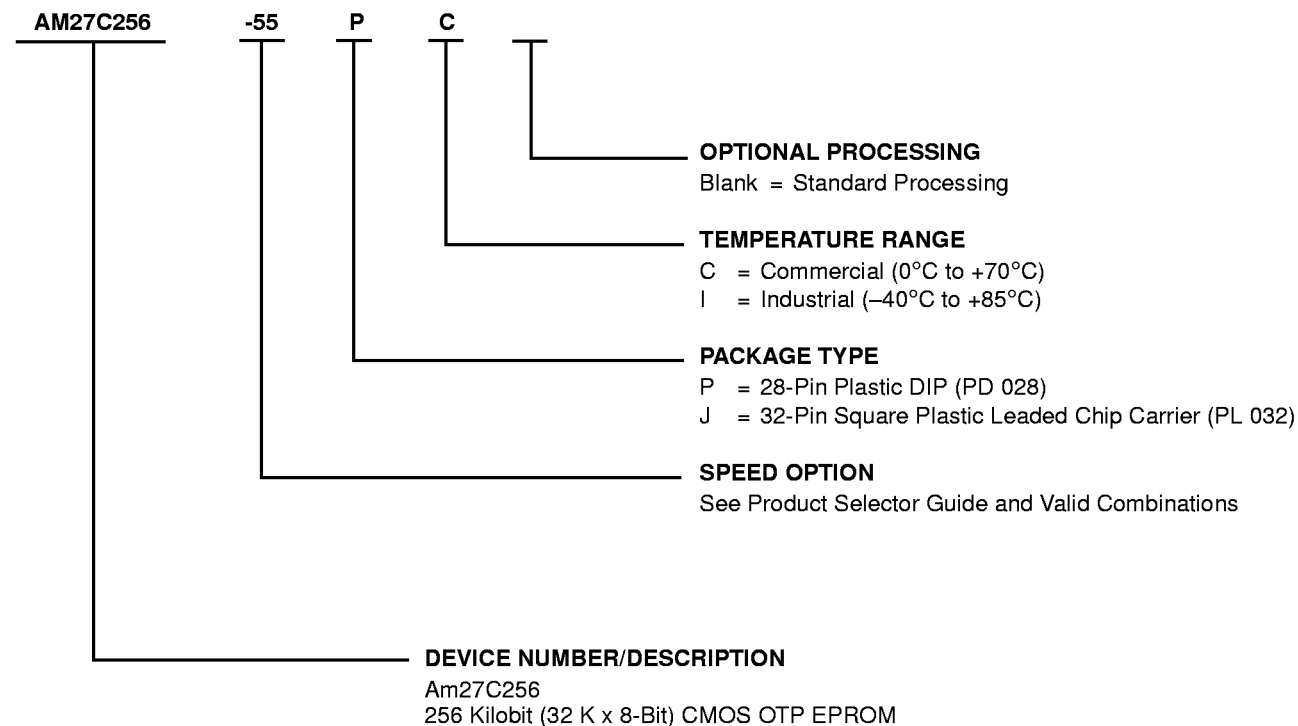 AM27C256 -55 P C
OPTIONAL PROCESSING
Blank = Standard Processing
TEMPERATURE RANGE
C = Commercial (0°C to +70°C)
I = Industrial (–40°C to +85°C)
PACKAGE TYPE
P = 28-Pin Plastic DIP (PD 028)
J = 32-Pin Square Plastic Leaded Chip Carrier (PL 032)
SPEED OPTION
See Product Selector Guide and Valid Combinations
DEVICE NUMBER/DESCRIPTION
Am27C256
256 Kilobit (32 K x 8-Bit) CMOS OTP EPROM